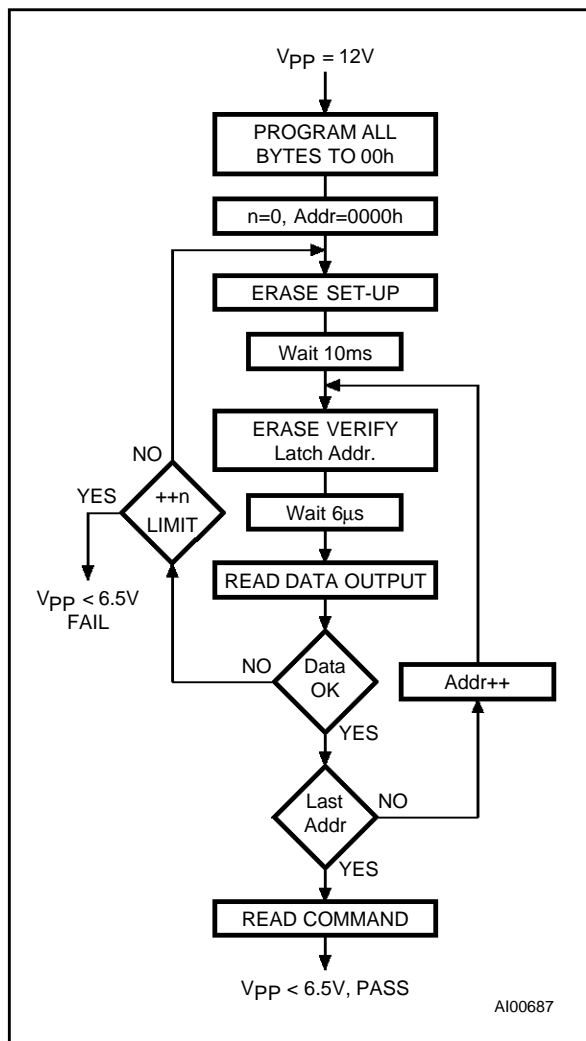 VPP = 12V
PROGRAM ALL
BYTES TO 00h
n=0, Addr=0000h
ERASE SET-UP
Wait 10ms
ERASE VERIFY
Latch Addr.
NO
YES
++n
LIMIT
Wait 6µs
READ DATA OUTPUT
VPP < 6.5V
FAIL
NO
Data
OK
YES
Addr++
Last
Addr
NO
YES
READ COMMAND
VPP < 6.5V, PASS
AI00687